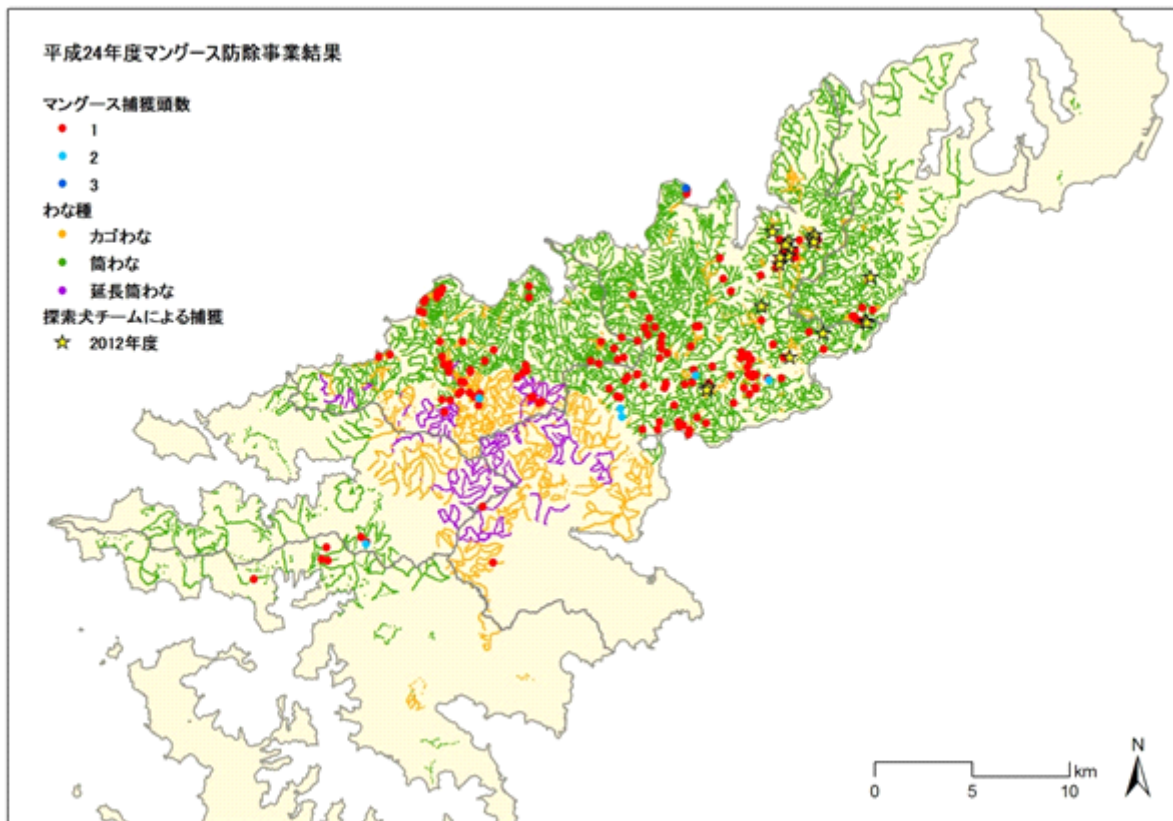 平成24年度マングース防除事業結果
マングース捕獲頭数
1
2
3
わな種
カゴわな
筒わな
延長筒わな
探索犬チームによる捕獲
2012年度
N
km
0 5 10